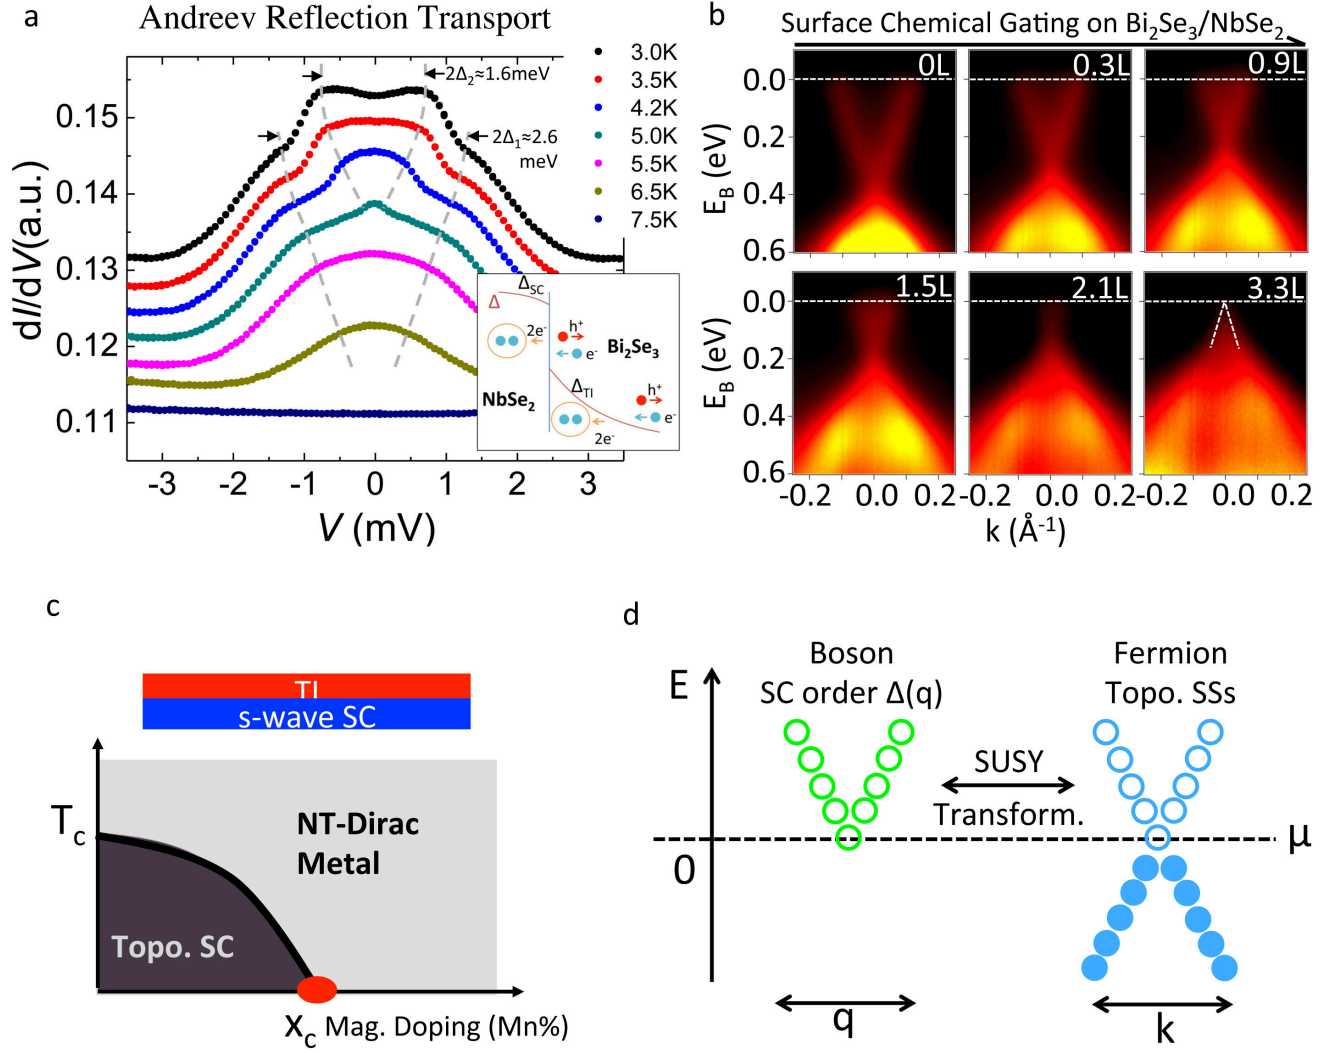 a
Andreev Reflection Transport
3.0K
3.5K
4.2K
5.0K
5.5K
6.5K
7.5K
2Δ₂≈1.6meV
2Δ₁≈2.6
meV
0.15
0.14
0.13
0.12
0.11
dI/dV(a.u.)
-3 -2 -1 0 1 2 3
V (mV)
Δ_SC
Δ
2e⁻
h⁺
e⁻
Bi₂Se₃
NbSe₂
Δ_TI
h⁺
e⁻
2e⁻
b
Surface Chemical Gating on Bi₂Se₃/NbSe₂
0L
0.3L
0.9L
0.0
0.2
0.4
0.6
E_B (eV)
1.5L
2.1L
3.3L
0.0
0.2
0.4
0.6
E_B (eV)
-0.2 0.0 0.2 -0.2 0.0 0.2 -0.2 0.0 0.2
k (Å⁻¹)
c
TI
s-wave SC
T_c
NT-Dirac
Metal
Topo. SC
X_c Mag. Doping (Mn%)
d
Boson
SC order Δ(q)
Fermion
Topo. SSs
E
SUSY
Transform.
μ
0
q
k